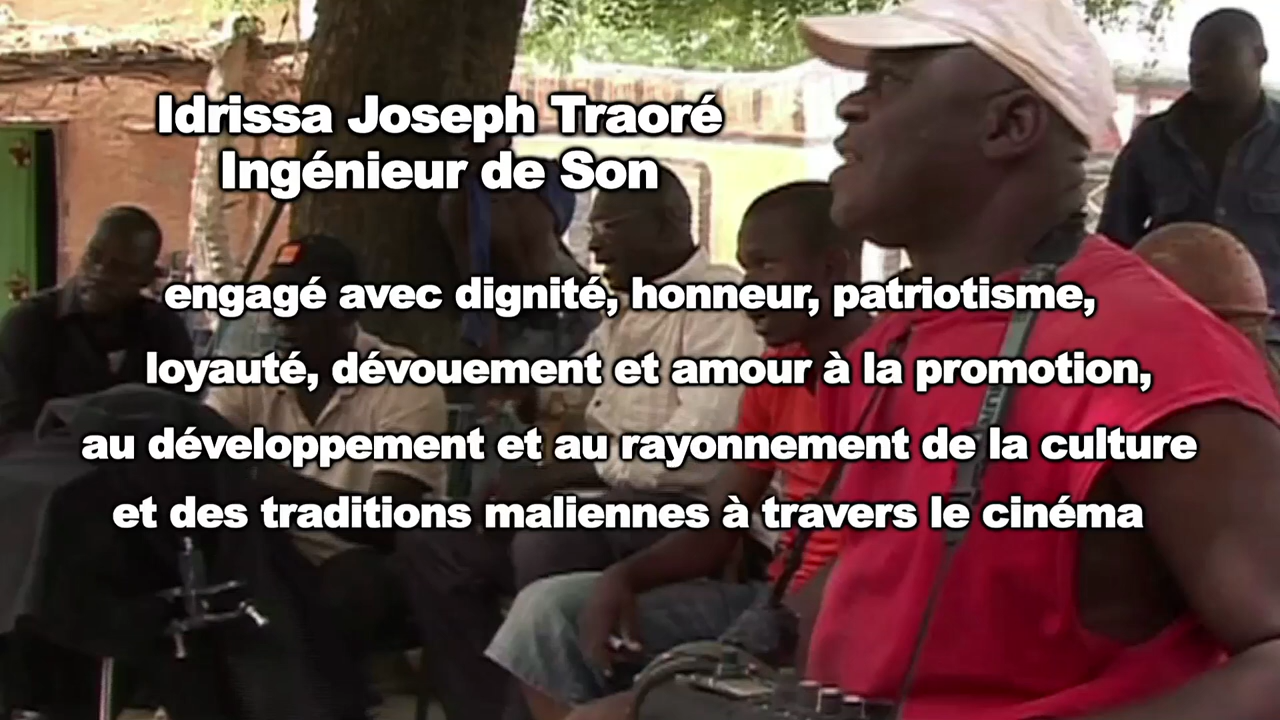 Idrissa Joseph Traoré
Ingénieur de Son
engagé avec dignité, honneur, patriotisme,
loyauté, dévouement et amour à la promotion,
au développement et au rayonnement de la culture
et des traditions maliennes à travers le cinéma